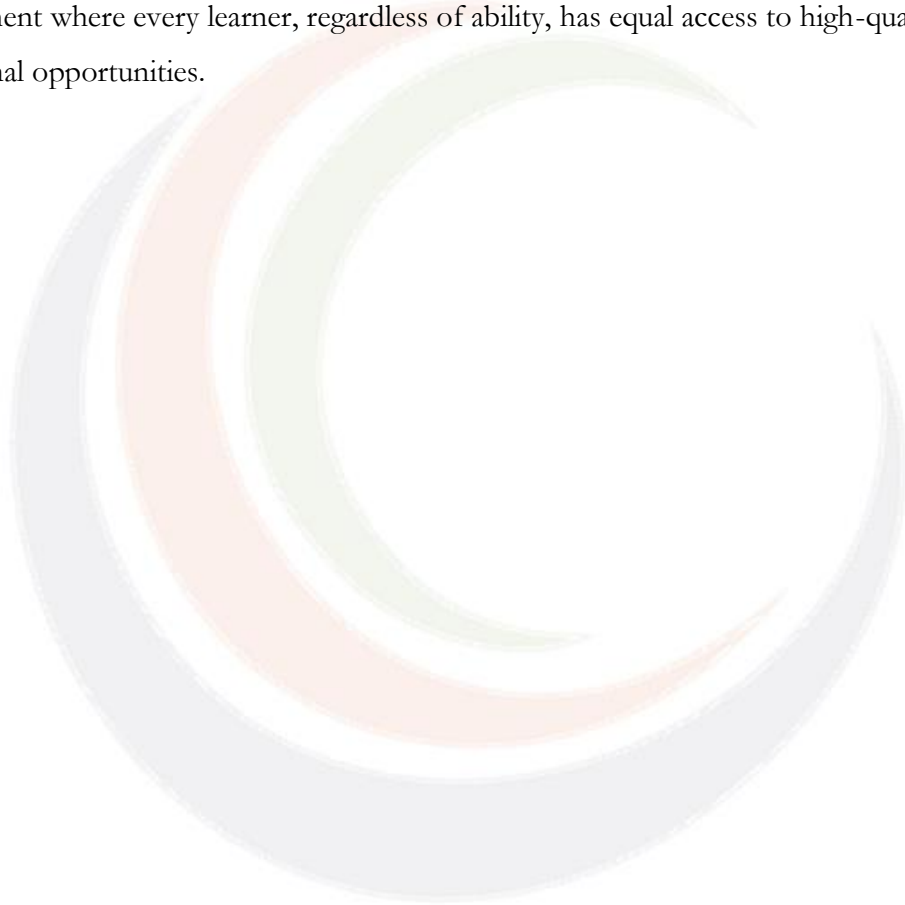 ment where every learner, regardless of ability, has equal access to high-qua
nal opportunities.